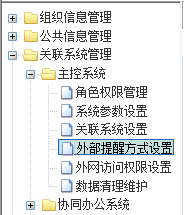 组织信息管理
公共信息管理
关联系统管理
主控系统
角色权限管理
系统参数设置
关联系统设置
外部提醒方式设置
外网访问权限设置
数据清理维护
协同办公系统